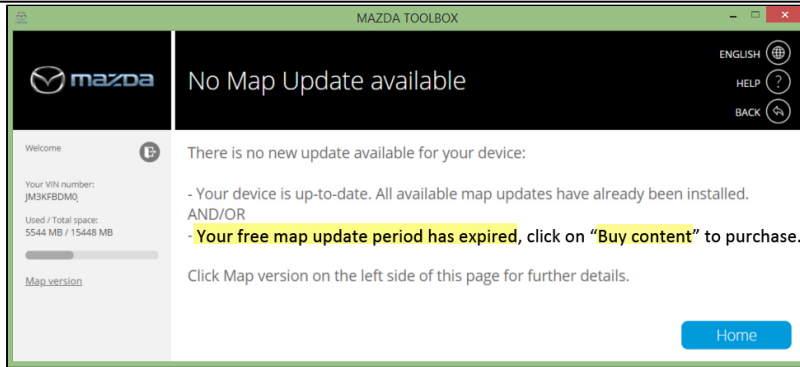 MAZDA TOOLBOX
mazda
No Map Update available
ENGLISH
HELP ?
BACK
Welcome
Your VIN number:
JM3KFBDM0
Used / Total space:
5544 MB / 15448 MB
Map version
There is no new update available for your device:
- Your device is up-to-date. All available map updates have already been installed.
AND/OR
- Your free map update period has expired, click on “Buy content” to purchase.
Click Map version on the left side of this page for further details.
Home